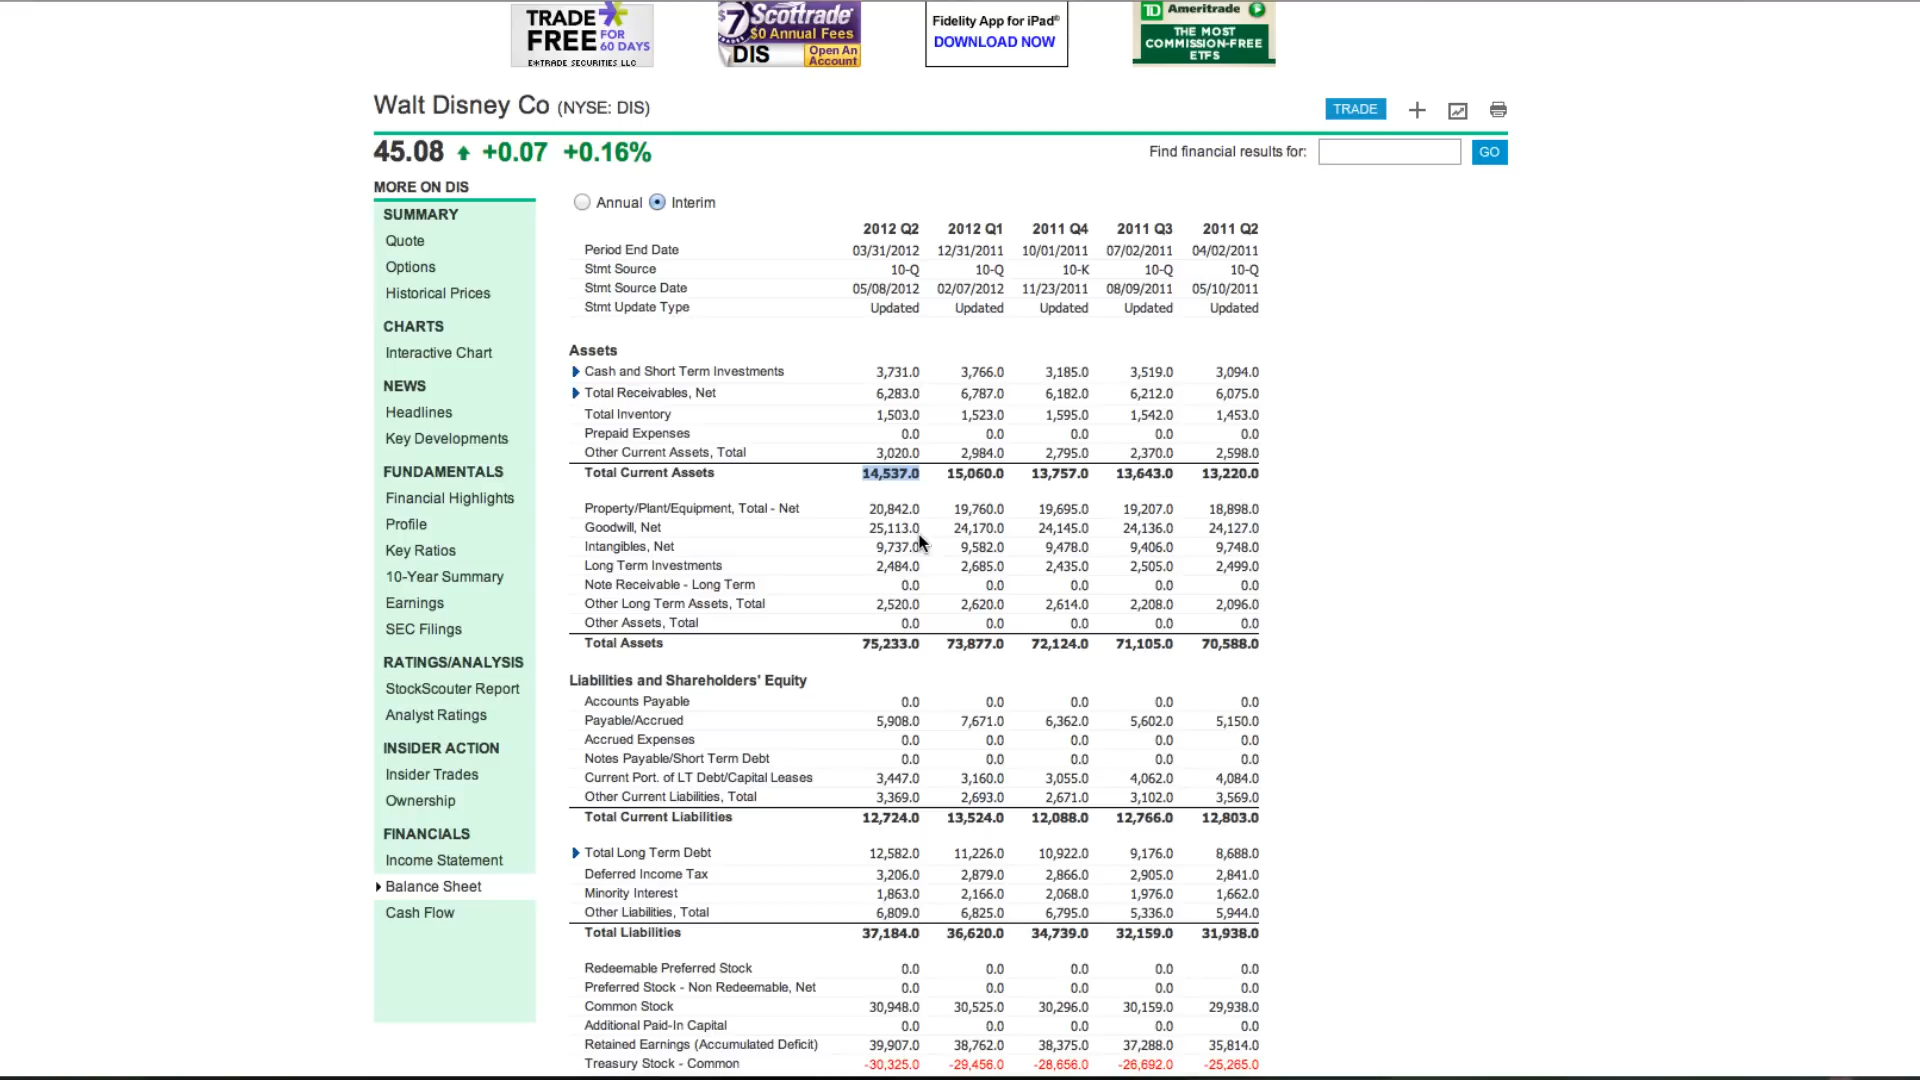 TRADE
FREE FOR
60 DAYS
E*TRADE SECURITIES LLC
$7 Scottrade
$0 Annual Fees
DIS Open An
Account
Fidelity App for iPad®
DOWNLOAD NOW
TD Ameritrade
THE MOST
COMMISSION-FREE
ETFS
Walt Disney Co (NYSE: DIS)
TRADE
45.08 +0.07 +0.16%
Find financial results for: GO
MORE ON DIS
SUMMARY
Quote
Options
Historical Prices
CHARTS
Interactive Chart
NEWS
Headlines
Key Developments
FUNDAMENTALS
Financial Highlights
Profile
Key Ratios
10-Year Summary
Earnings
SEC Filings
RATINGS/ANALYSIS
StockScouter Report
Analyst Ratings
INSIDER ACTION
Insider Trades
Ownership
FINANCIALS
Income Statement
Balance Sheet
Cash Flow
Annual Interim
2012 Q2 2012 Q1 2011 Q4 2011 Q3 2011 Q2
Period End Date 03/31/2012 12/31/2011 10/01/2011 07/02/2011 04/02/2011
Stmt Source 10-Q 10-Q 10-K 10-Q 10-Q
Stmt Source Date 05/08/2012 02/07/2012 11/23/2011 08/09/2011 05/10/2011
Stmt Update Type Updated Updated Updated Updated Updated
Assets
Cash and Short Term Investments 3,731.0 3,766.0 3,185.0 3,519.0 3,094.0
Total Receivables, Net 6,283.0 6,787.0 6,182.0 6,212.0 6,075.0
Total Inventory 1,503.0 1,523.0 1,595.0 1,542.0 1,453.0
Prepaid Expenses 0.0 0.0 0.0 0.0 0.0
Other Current Assets, Total 3,020.0 2,984.0 2,795.0 2,370.0 2,598.0
Total Current Assets 14,537.0 15,060.0 13,757.0 13,643.0 13,220.0
Property/Plant/Equipment, Total - Net 20,842.0 19,760.0 19,695.0 19,207.0 18,898.0
Goodwill, Net 25,113.0 24,170.0 24,145.0 24,136.0 24,127.0
Intangibles, Net 9,737.0 9,582.0 9,478.0 9,406.0 9,748.0
Long Term Investments 2,484.0 2,685.0 2,435.0 2,505.0 2,499.0
Note Receivable - Long Term 0.0 0.0 0.0 0.0 0.0
Other Long Term Assets, Total 2,520.0 2,620.0 2,614.0 2,208.0 2,096.0
Other Assets, Total 0.0 0.0 0.0 0.0 0.0
Total Assets 75,233.0 73,877.0 72,124.0 71,105.0 70,588.0
Liabilities and Shareholders' Equity
Accounts Payable 0.0 0.0 0.0 0.0 0.0
Payable/Accrued 5,908.0 7,671.0 6,362.0 5,602.0 5,150.0
Accrued Expenses 0.0 0.0 0.0 0.0 0.0
Notes Payable/Short Term Debt 0.0 0.0 0.0 0.0 0.0
Current Port. of LT Debt/Capital Leases 3,447.0 3,160.0 3,055.0 4,062.0 4,084.0
Other Current Liabilities, Total 3,369.0 2,693.0 2,671.0 3,102.0 3,569.0
Total Current Liabilities 12,724.0 13,524.0 12,088.0 12,766.0 12,803.0
Total Long Term Debt 12,582.0 11,226.0 10,922.0 9,176.0 8,688.0
Deferred Income Tax 3,206.0 2,879.0 2,866.0 2,905.0 2,841.0
Minority Interest 1,863.0 2,166.0 2,068.0 1,976.0 1,662.0
Other Liabilities, Total 6,809.0 6,825.0 6,795.0 5,336.0 5,944.0
Total Liabilities 37,184.0 36,620.0 34,739.0 32,159.0 31,938.0
Redeemable Preferred Stock 0.0 0.0 0.0 0.0 0.0
Preferred Stock - Non Redeemable, Net 0.0 0.0 0.0 0.0 0.0
Common Stock 30,948.0 30,525.0 30,296.0 30,159.0 29,938.0
Additional Paid-In Capital 0.0 0.0 0.0 0.0 0.0
Retained Earnings (Accumulated Deficit) 39,907.0 38,762.0 38,375.0 37,288.0 35,814.0
Treasury Stock - Common -30,325.0 -29,456.0 -28,656.0 -26,692.0 -25,265.0